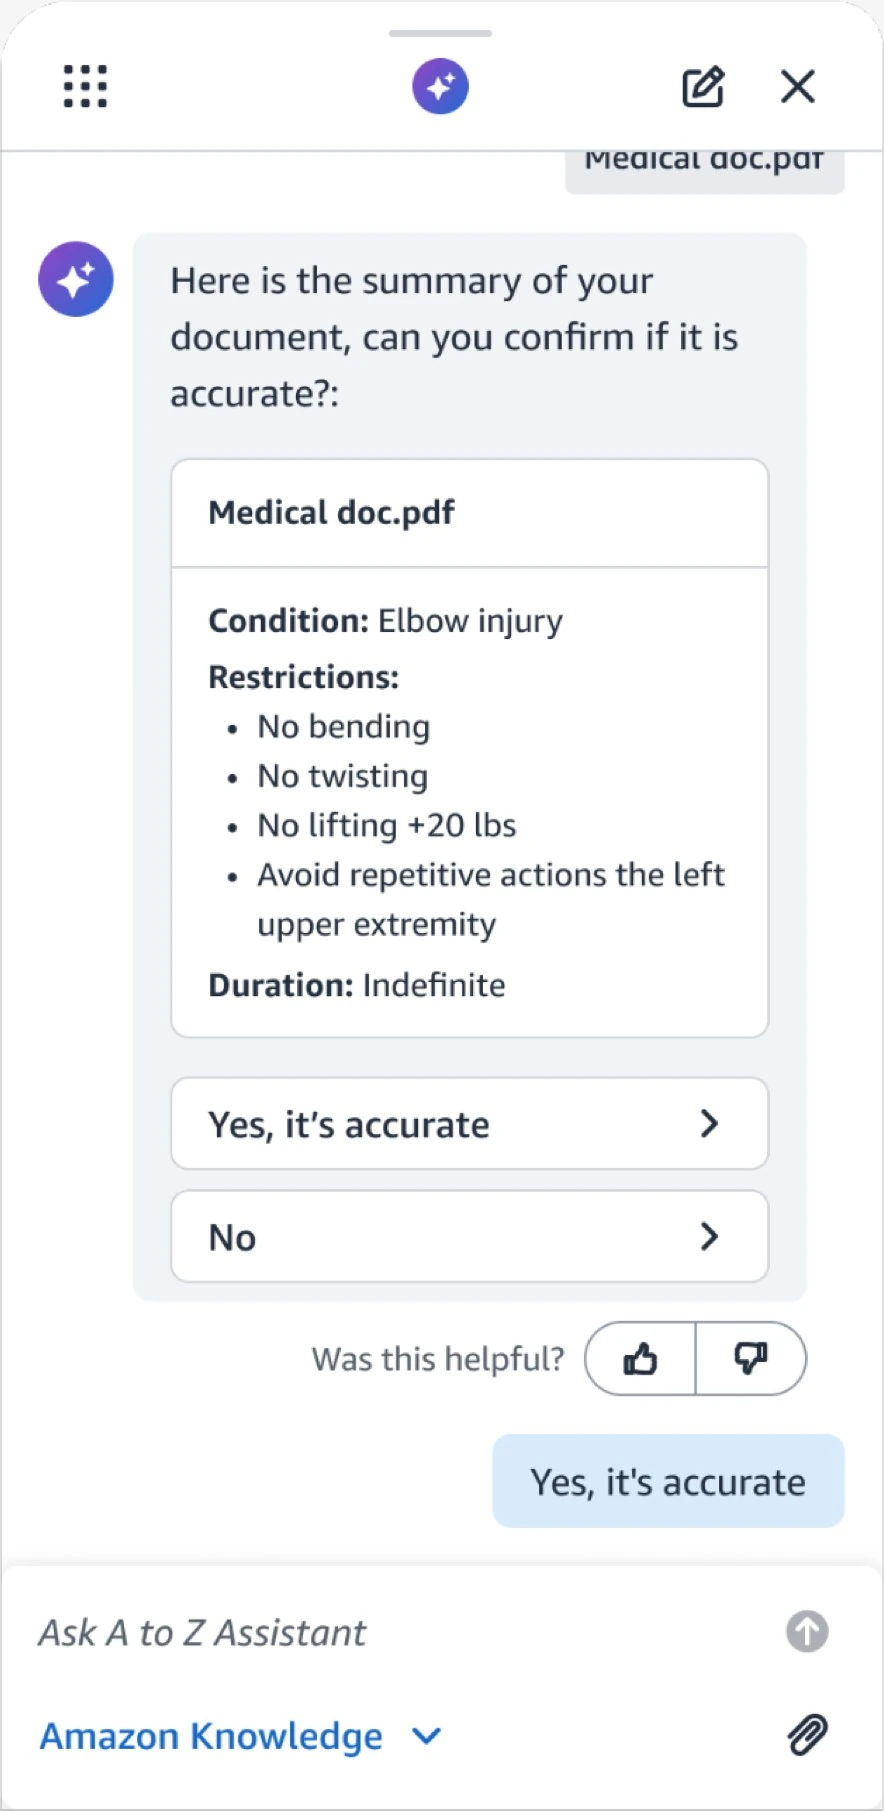 Medical doc.pdf
Here is the summary of your
document, can you confirm if it is
accurate?:
Medical doc.pdf
Condition: Elbow injury
Restrictions:
• No bending
• No twisting
• No lifting +20 lbs
• Avoid repetitive actions the left
upper extremity
Duration: Indefinite
Yes, it’s accurate
No
Was this helpful?
Yes, it's accurate
Ask A to Z Assistant
Amazon Knowledge